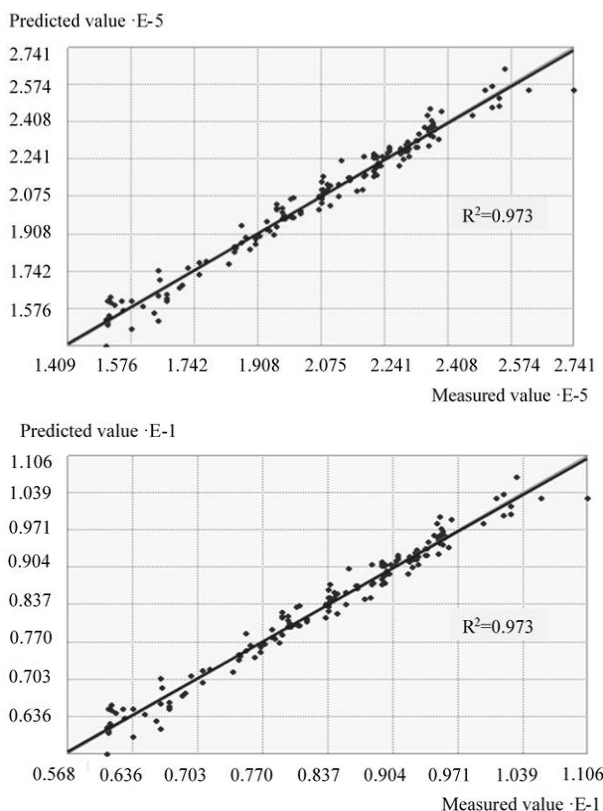 Predicted value ·E-5
2.741
2.574
2.408
2.241
2.075
1.908
1.742
1.576
R²=0.973
1.409 1.576 1.742 1.908 2.075 2.241 2.408 2.574 2.741
Measured value ·E-5
Predicted value ·E-1
1.106
1.039
0.971
0.904
0.837
0.770
0.703
0.636
R²=0.973
0.568 0.636 0.703 0.770 0.837 0.904 0.971 1.039 1.106
Measured value ·E-1